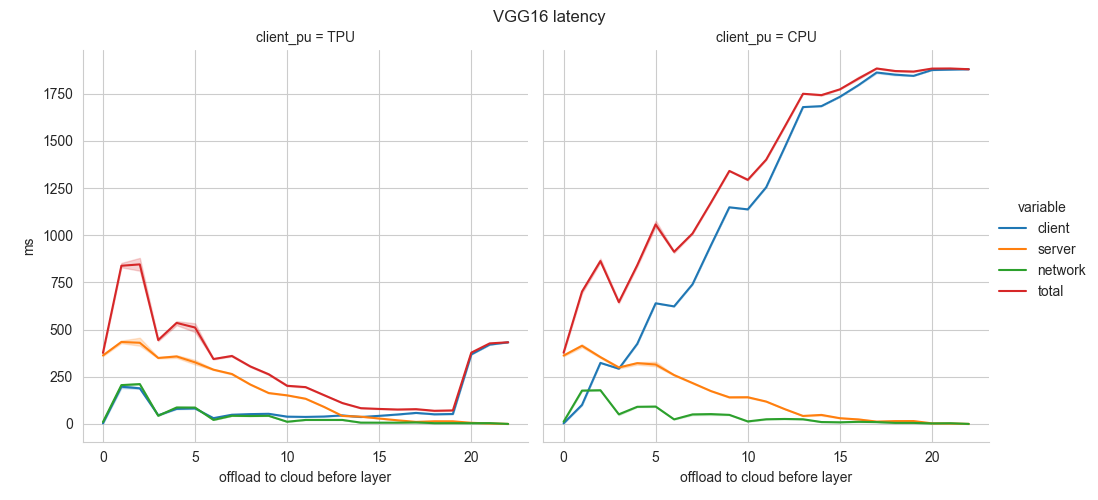 VGG16 latency
client_pu = TPU
client_pu = CPU
ms
1750
1500
1250
1000
750
500
250
0
0 5 10 15 20
0 5 10 15 20
offload to cloud before layer
offload to cloud before layer
variable
client
server
network
total